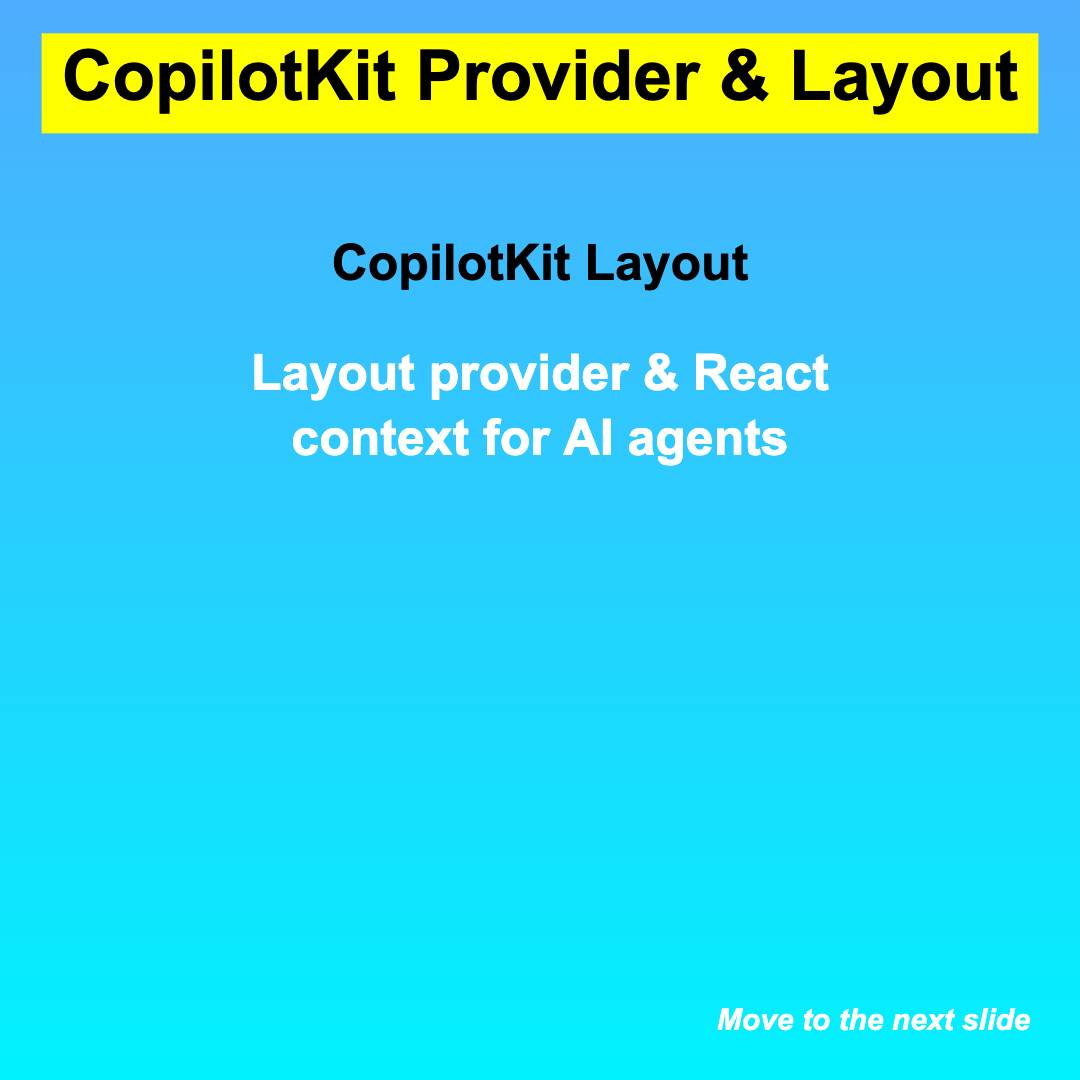 CopilotKit Provider & Layout
CopilotKit Layout
Layout provider & React
context for AI agents
Move to the next slide